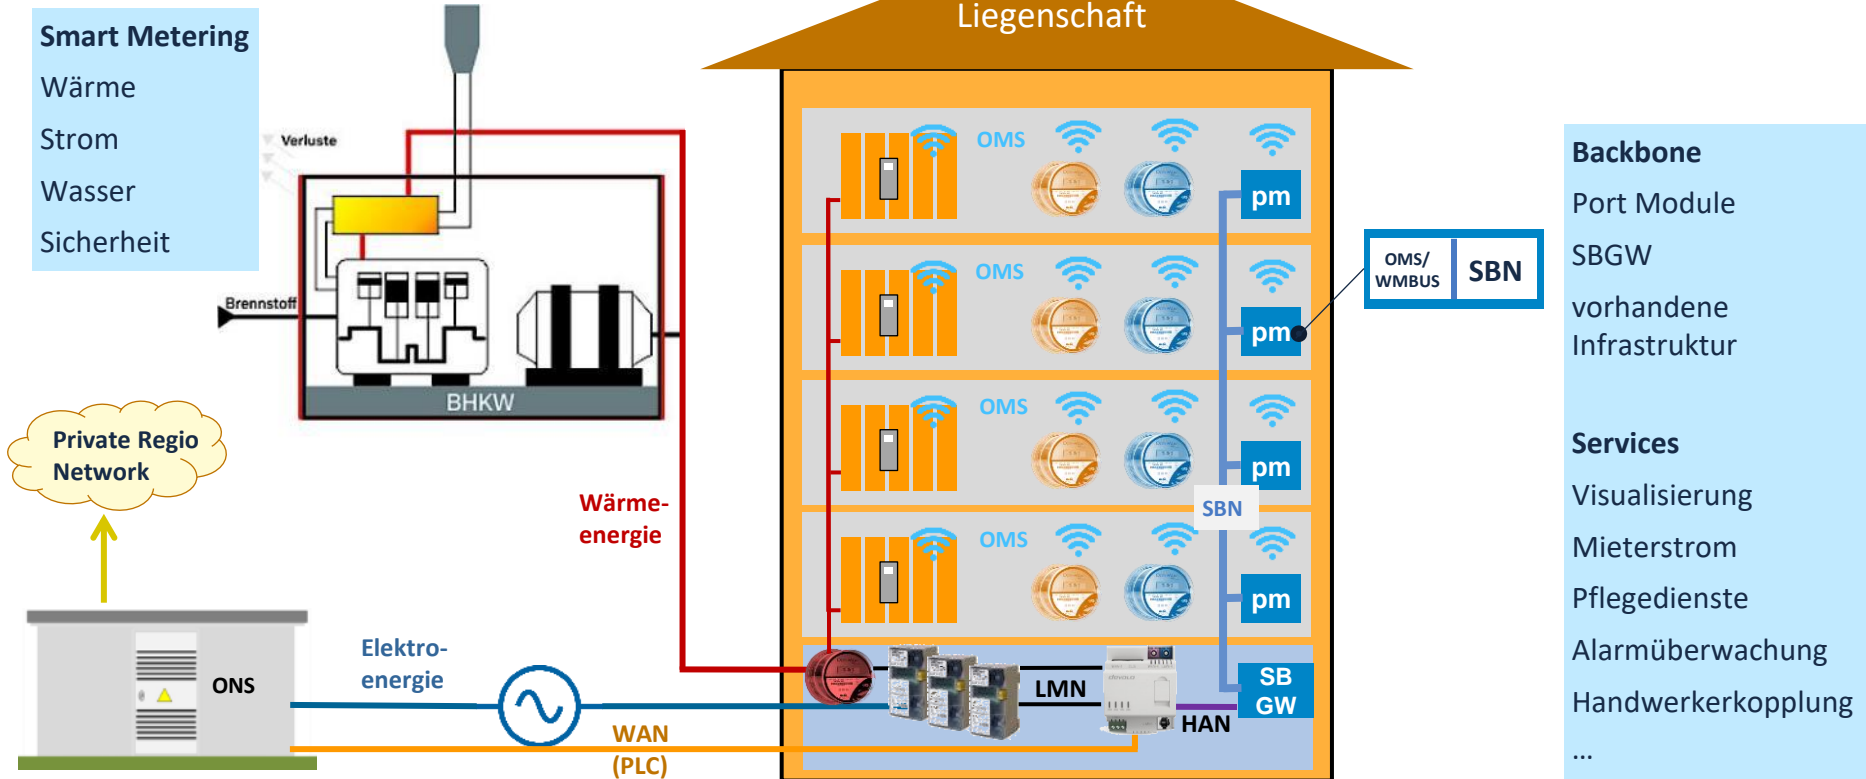 Liegenschaft
Smart Metering
Wärme
Strom
Wasser
Sicherheit
Verluste
Brennstoff
BHKW
Private Regio
Network
ONS
Wärme-
energie
Elektro-
energie
WAN
(PLC)
OMS
pm
OMS
pm
OMS
pm
SBN
OMS
pm
LMN
HAN
SB
GW
OMS/
WMBUS
SBN
Backbone
Port Module
SBGW
vorhandene
Infrastruktur
Services
Visualisierung
Mieterstrom
Pflegedienste
Alarmüberwachung
Handwerkerkopplung
...